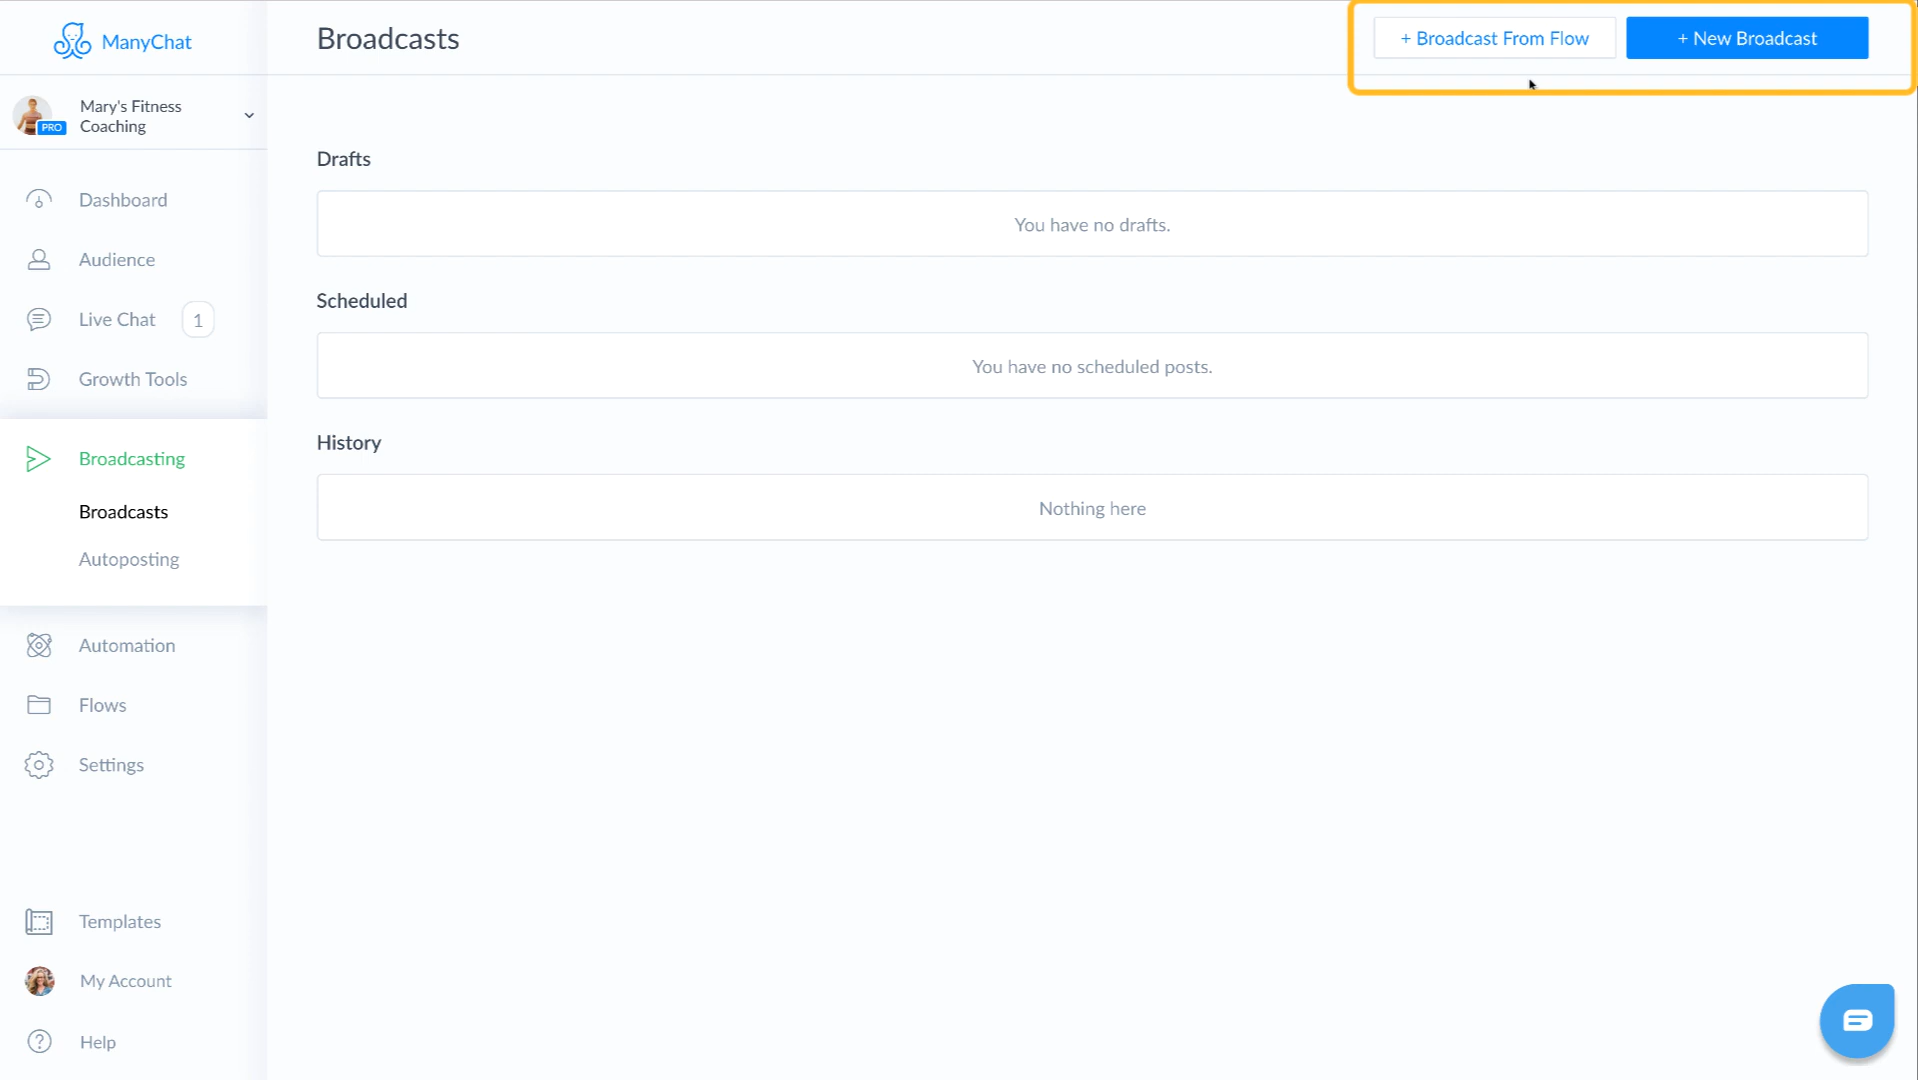 ManyChat
Broadcasts
+ Broadcast From Flow
+ New Broadcast
Mary's Fitness
Coaching
PRO
Dashboard
Audience
Live Chat 1
Growth Tools
Broadcasting
Broadcasts
Autoposting
Automation
Flows
Settings
Templates
My Account
Help
Drafts
You have no drafts.
Scheduled
You have no scheduled posts.
History
Nothing here